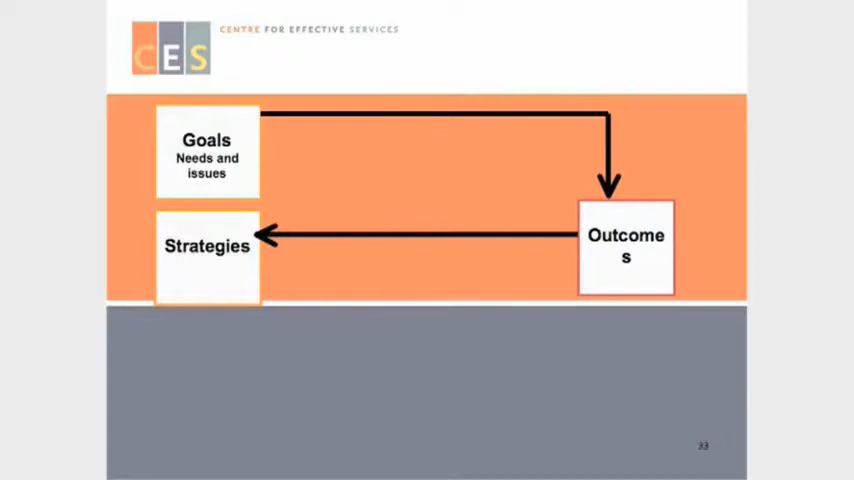 CES
CENTRE FOR EFFECTIVE SERVICES
Goals
Needs and
issues
Strategies
Outcome
s
33